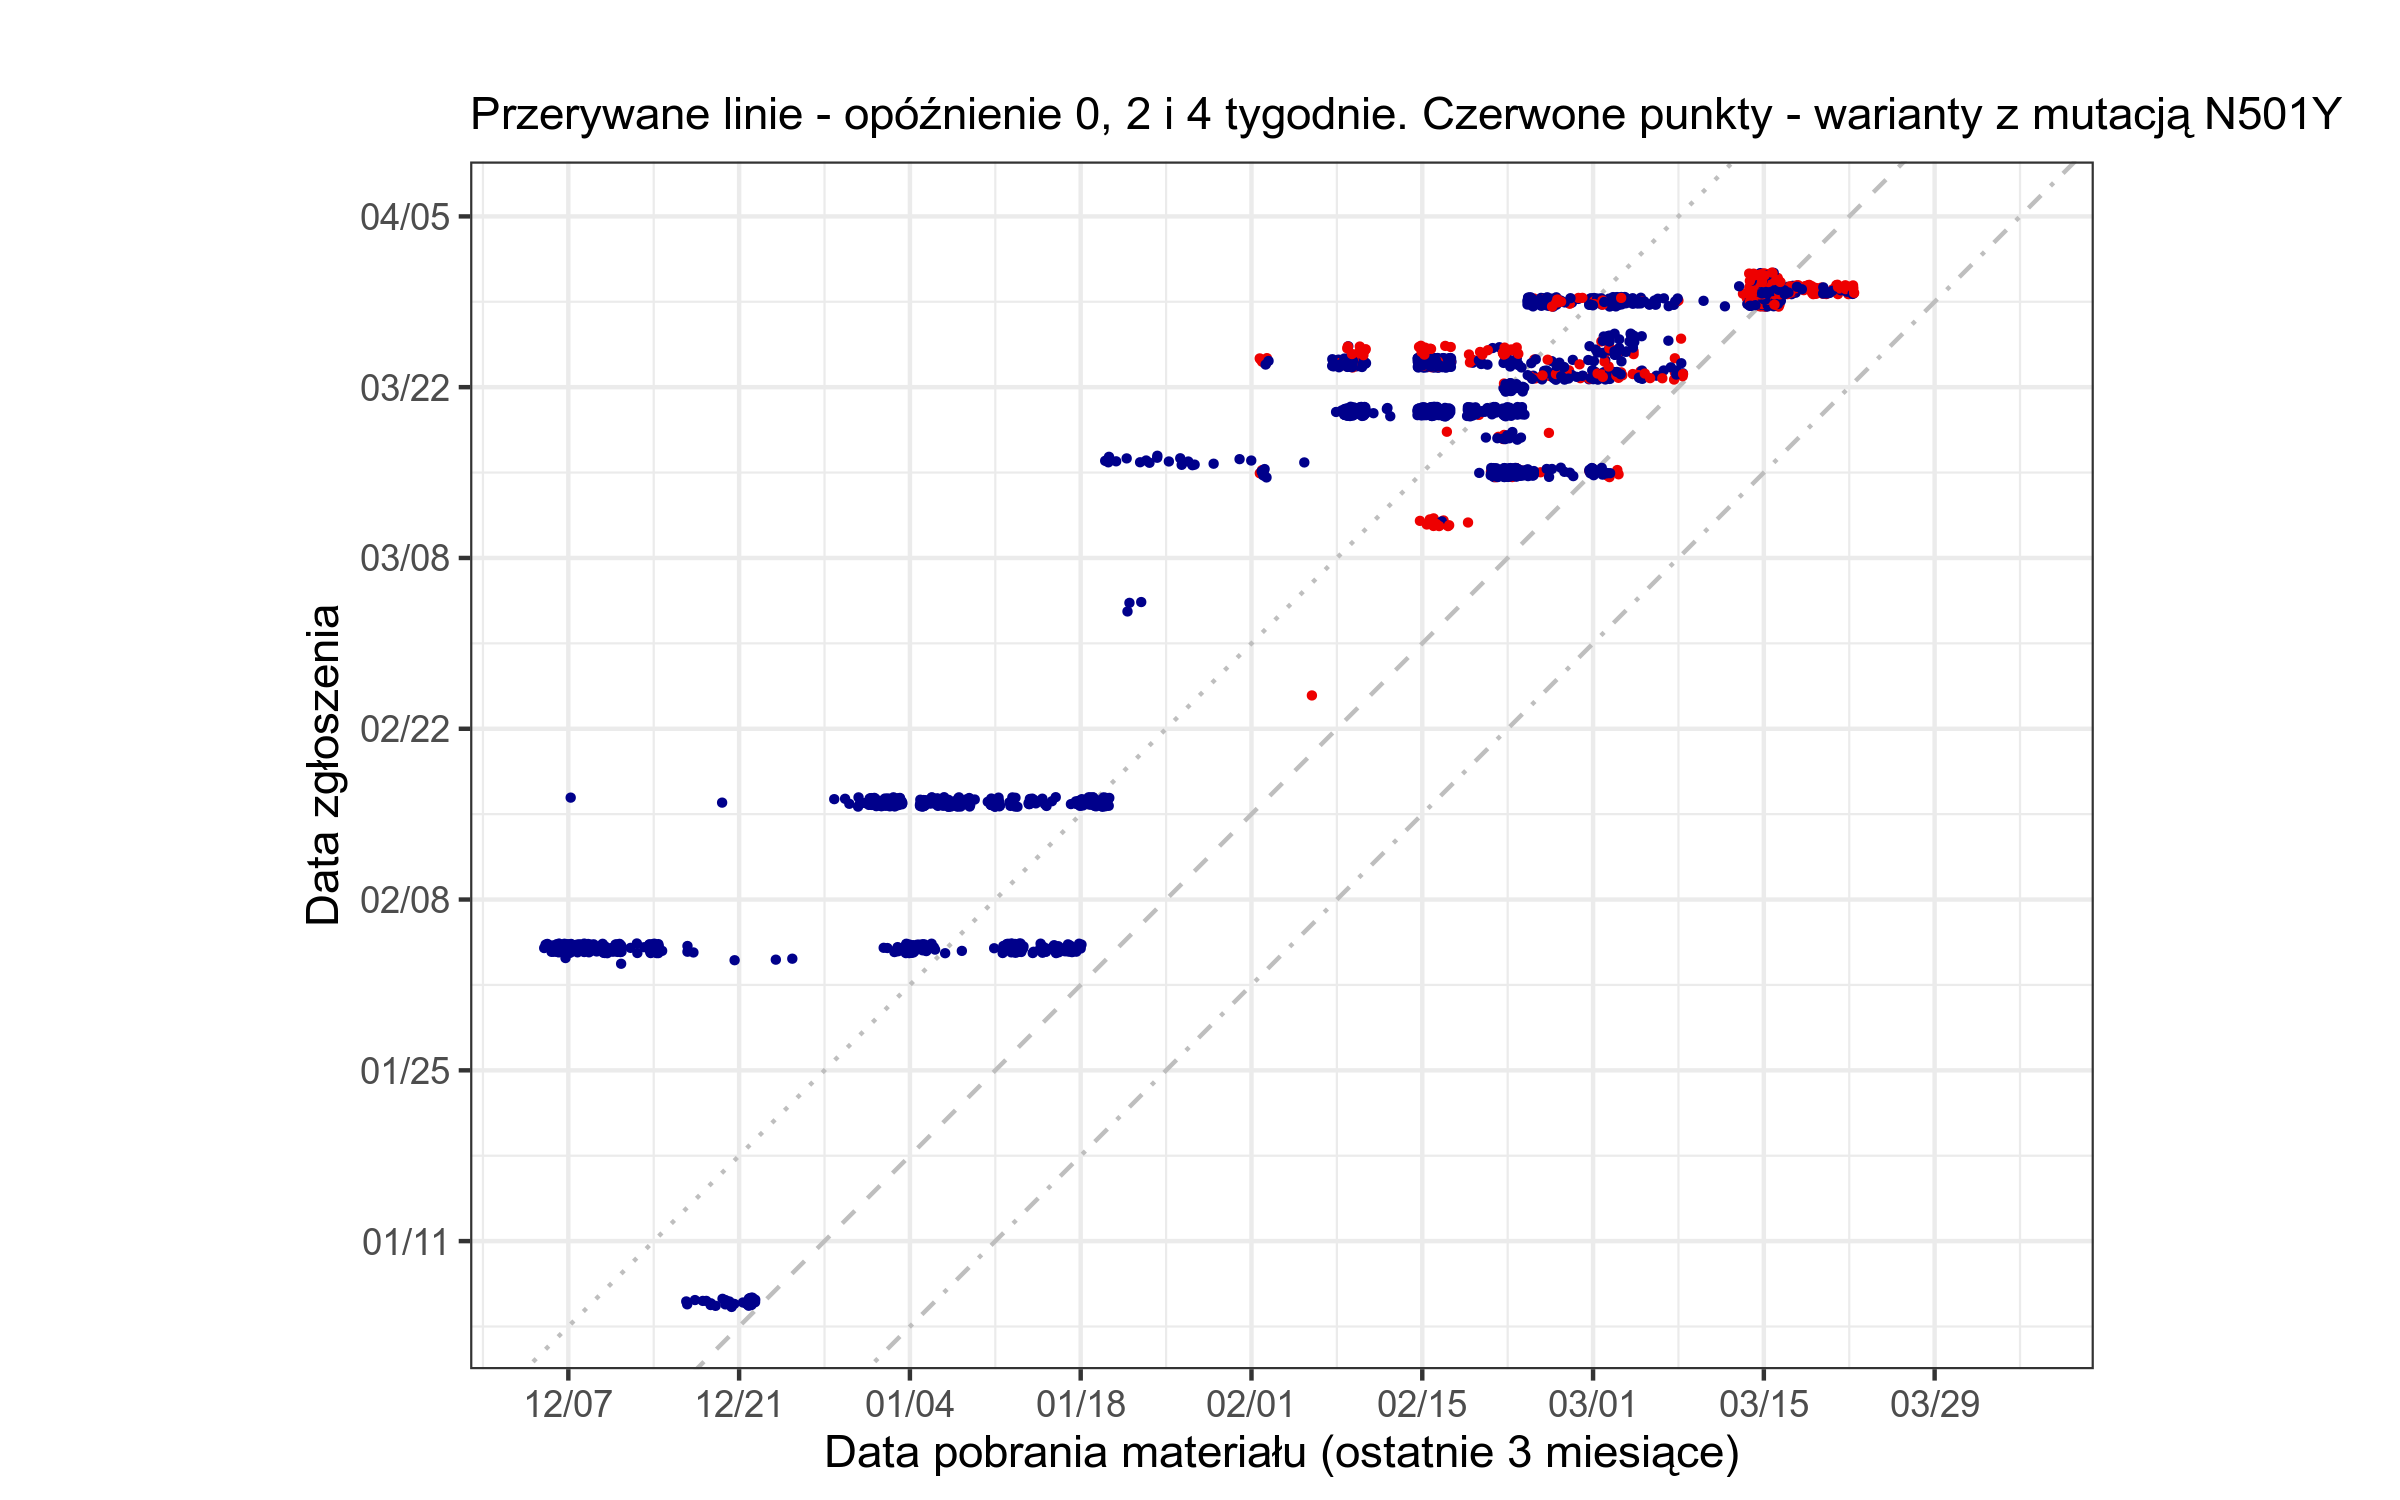 Przerywane linie - opóźnienie 0, 2 i 4 tygodnie. Czerwone punkty - warianty z mutacją N501Y
Data zgłoszenia
04/05
03/22
03/08
02/22
02/08
01/25
01/11
12/07 12/21 01/04 01/18 02/01 02/15 03/01 03/15 03/29
Data pobrania materiału (ostatnie 3 miesiące)